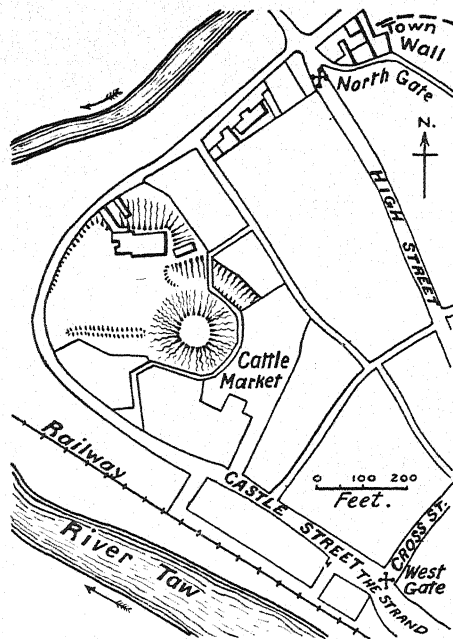 TOWN
WALL
NORTH GATE
N.
HIGH STREET
Cattle
Market
Railway
0 100 200
Feet.
CASTLE STREET
CROSS ST.
River Taw
West
Gate
THE STRAND